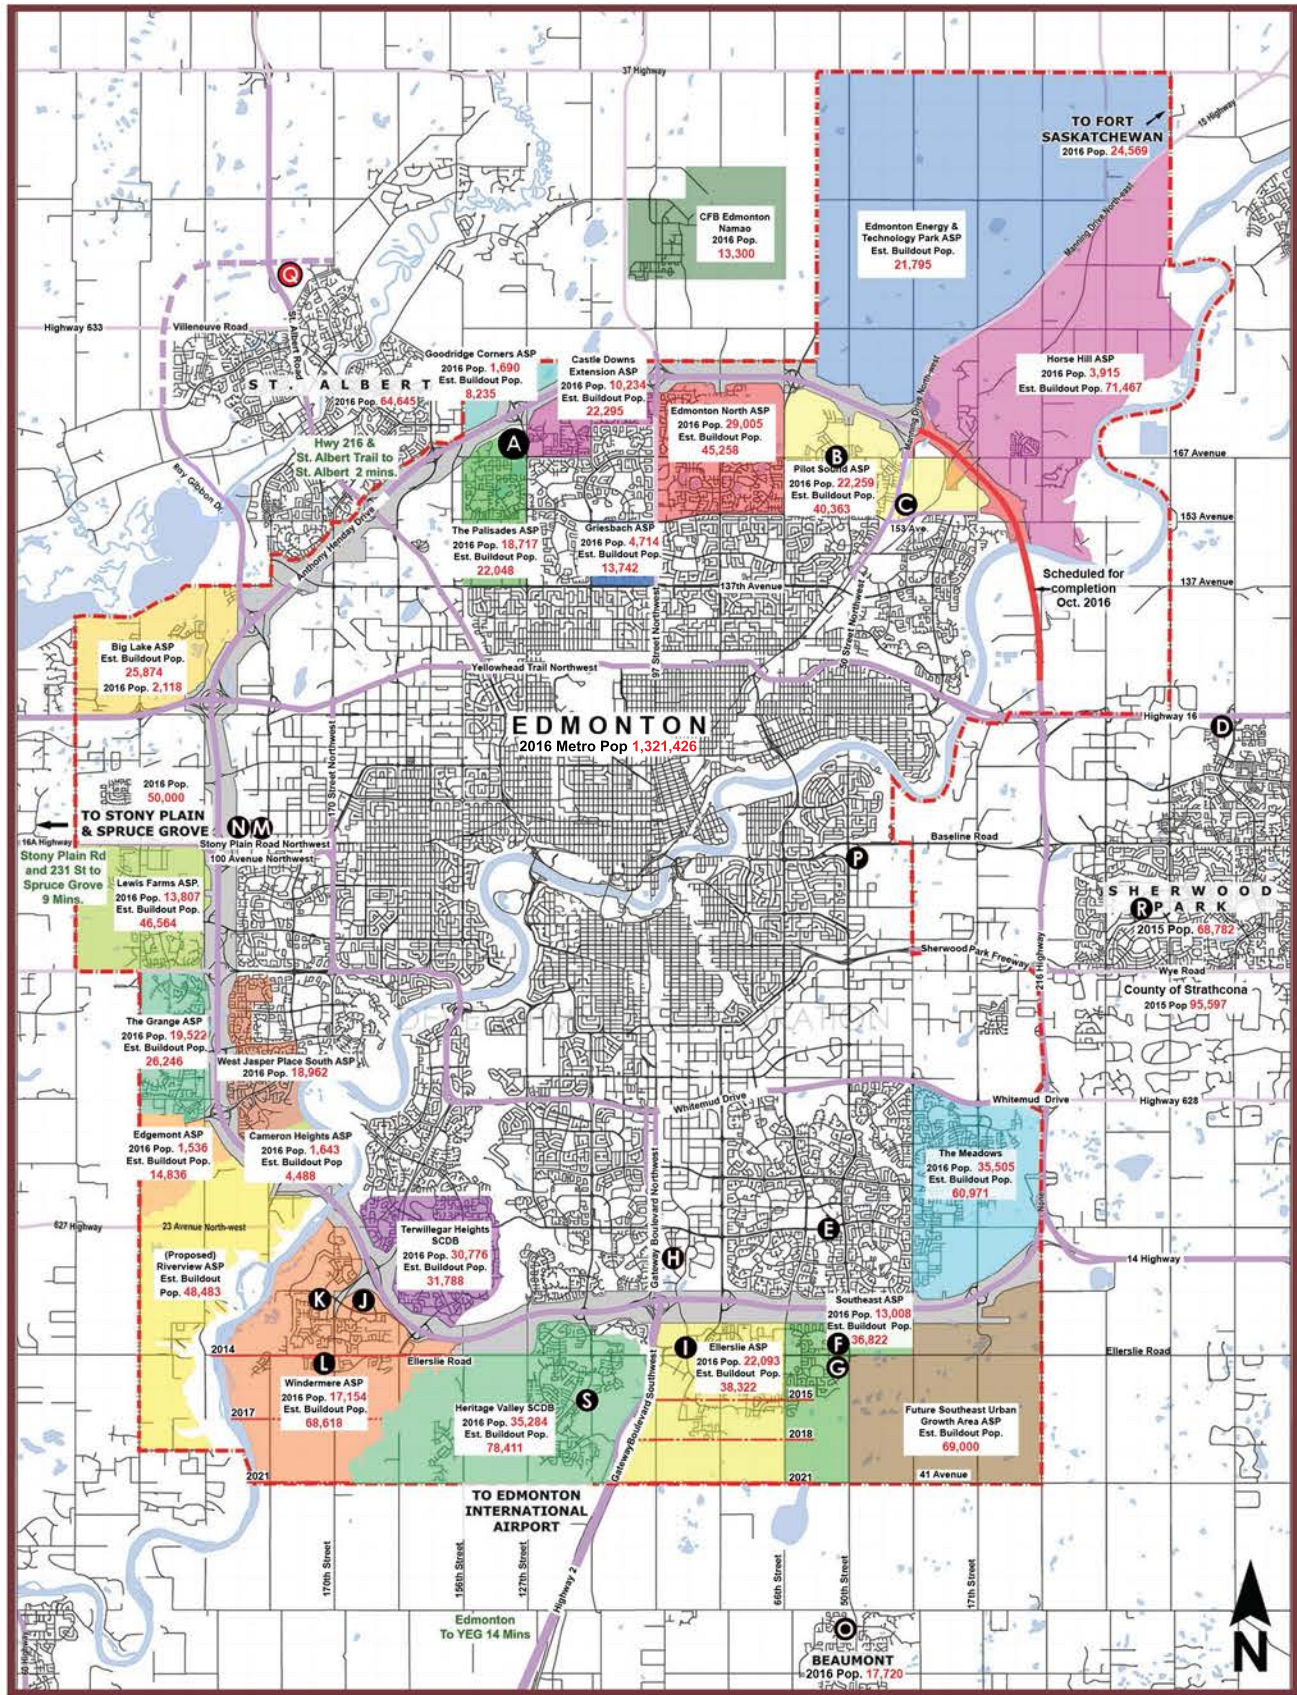 37 Highway
15 Highway
TO FORT
SASKATCHEWAN
2016 Pop. 24,569
Manning Drive North-east
CFB Edmonton
Namao
2016 Pop.
13,300
Edmonton Energy &
Technology Park ASP
Est. Buildout Pop.
21,795
Q
St. Albert Road
Highway 633
Villeneuve Road
ST. ALBERT
2016 Pop. 64,645
Goodridge Corners ASP
2016 Pop. 1,690
Est. Buildout Pop.
8,235
Castle Downs
Extension ASP
2016 Pop. 10,234
Est. Buildout Pop.
22,295
Manning Drive North-west
Horse Hill ASP
2016 Pop. 3,915
Est. Buildout Pop.
71,467
Edmonton North ASP
2016 Pop. 29,005
Est. Buildout Pop.
45,258
Hwy 216 &
St. Albert Trail to
St. Albert 2 mins.
A
B
Pilot Sound ASP
2016 Pop. 22,259
Est. Buildout Pop.
40,363
167 Avenue
Ray Gibbon Dr.
C
153 Ave.
153 Avenue
Anthony Henday Drive
The Palisades ASP
2016 Pop. 18,717
Est. Buildout Pop.
22,048
Griesbach ASP
2016 Pop. 4,714
Est. Buildout Pop.
13,742
137th Avenue
137 Avenue
Scheduled for
completion
Oct. 2016
97 Street Northwest
50 Street Northwest
Big Lake ASP
Est. Buildout Pop.
25,874
2016 Pop. 2,118
Yellowhead Trail Northwest
EDMONTON
2016 Metro Pop 1,321,426
Highway 16
D
170 Street Northwest
2016 Pop.
50,000
TO STONY PLAIN
& SPRUCE GROVE
N
M
16A Highway
Stony Plain Road Northwest
100 Avenue Northwest
Baseline Road
P
Stony Plain Rd
and 231 St to
Spruce Grove
9 Mins.
Lewis Farms ASP.
2016 Pop. 13,807
Est. Buildout Pop.
46,564
SHERWOOD
R
PARK
2015 Pop. 68,782
Sherwood Park Freeway
216 Highway
Wye Road
County of Strathcona
2015 Pop 95,597
The Grange ASP
2016 Pop. 19,522
Est. Buildout Pop.
26,246
West Jasper Place South ASP
2016 Pop. 18,962
Whitemud Drive
Whitemud Drive
Highway 628
Edgemont ASP
2016 Pop. 1,536
Est. Buildout Pop.
14,836
Cameron Heights ASP
2016 Pop. 1,643
Est. Buildout Pop
4,488
The Meadows
2016 Pop. 35,505
Est. Buildout Pop.
60,971
Gateway Boulevard Northwest
627 Highway
23 Avenue North-west
Terwillegar Heights
SCDB
2016 Pop. 30,776
Est. Buildout Pop.
31,788
E
H
14 Highway
(Proposed)
Riverview ASP
Est. Buildout
Pop. 48,483
K
J
Southeast ASP
2016 Pop. 13,008
Est. Buildout Pop.
36,822
F
G
2014
L
Ellerslie Road
I
Ellerslie ASP
2016 Pop. 22,093
Est. Buildout Pop.
38,322
Ellerslie Road
Windermere ASP
2016 Pop. 17,154
Est. Buildout Pop.
68,618
2015
2017
Heritage Valley SCDB
2016 Pop. 35,284
Est. Buildout Pop.
78,411
S
Gateway Boulevard Southwest
2018
Future Southeast Urban
Growth Area ASP
Est. Buildout Pop.
69,000
2021
2021
41 Avenue
TO EDMONTON
INTERNATIONAL
AIRPORT
170th Street
156th Street
127th Street
Highway 2
66th Street
50th Street
17th Street
Edmonton
To YEG 14 Mins
O
BEAUMONT
2016 Pop. 17,720
N